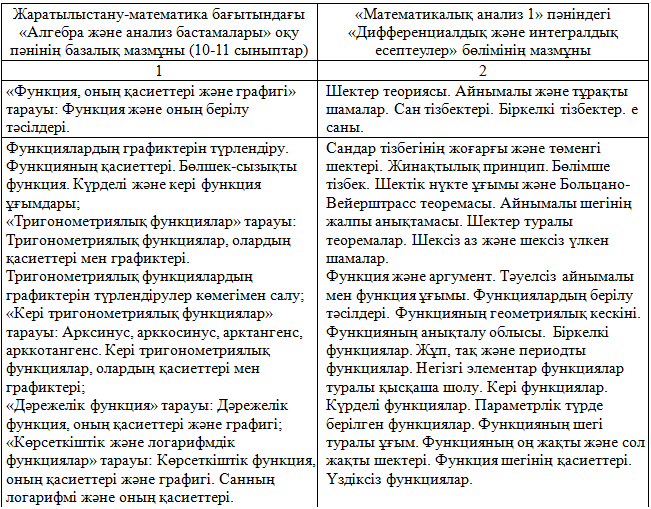 Жаратылыстану-математика бағытындағы
«Алгебра және анализ бастамалары» оқу
пәнінің базалық мазмұны (10-11 сыныптар)
«Математикалық анализ 1» пәніндегі
«Дифференциалдық және интегралдық
есептеулер» бөлімінің мазмұны
1
2
«Функция, оның қасиеттері және графигі»
тарауы: Функция және оның берілу
тәсілдері.
Шектер теориясы. Айнымалы және тұрақты
шамалар. Сан тізбектері. Біркелкі тізбектер. е
саны.
Функциялардың графиктерін түрлендіру.
Функцияның қасиеттері. Бөлшек-сызықты
функция. Күрделі және кері функция
ұғымдары;
«Тригонометриялық функциялар» тарауы:
Тригонометриялық функциялар, олардың
қасиеттері мен графиктері.
Тригонометриялық функциялардың
графиктерін түрлендірулер көмегімен салу;
«Кері тригонометриялық функциялар»
тарауы: Арксинус, арккосинус, арктангенс,
арккотангенс. Кері тригонометриялық
функциялар, олардың қасиеттері мен
графиктері;
«Дәрежелік функция» тарауы: Дәрежелік
функция, оның қасиеттері және графигі;
«Көрсеткіштік және логарифмдік
функциялар» тарауы: Көрсеткіштік функция,
оның қасиеттері және графигі. Санның
логарифмі және оның қасиеттері.
Сандар тізбегінің жоғарғы және төменгі
шектері. Жинақтылық принцип. Бөлімше
тізбек. Шектік нүкте ұғымы және Больцано-
Вейерштрасс теоремасы. Айнымалы шегінің
жалпы анықтамасы. Шектер туралы
теоремалар. Шексіз аз және шексіз үлкен
шамалар.
Функция және аргумент. Тәуелсіз айнымалы
мен функция ұғымы. Функциялардың берілу
тәсілдері. Функцияның геометриялық кескіні.
Функцияның анықталу облысы. Біркелкі
функциялар. Жұп, тақ және периодты
функциялар. Негізгі элементар функциялар
туралы қысқаша шолу. Кері функциялар.
Күрделі функциялар. Параметрлік түрде
берілген функциялар. Функцияның шегі
туралы ұғым. Функцияның оң жақты және сол
жақты шектері. Функция шегінің қасиеттері.
Үздіксіз функциялар.